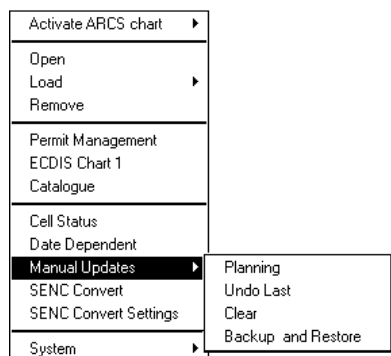 Activate ARCS chart
Open
Load
Remove
Permit Management
ECDIS Chart 1
Catalogue
Cell Status
Date Dependent
Manual Updates
Planning
SENC Convert
Undo Last
SENC Convert Settings
Clear
Backup and Restore
System